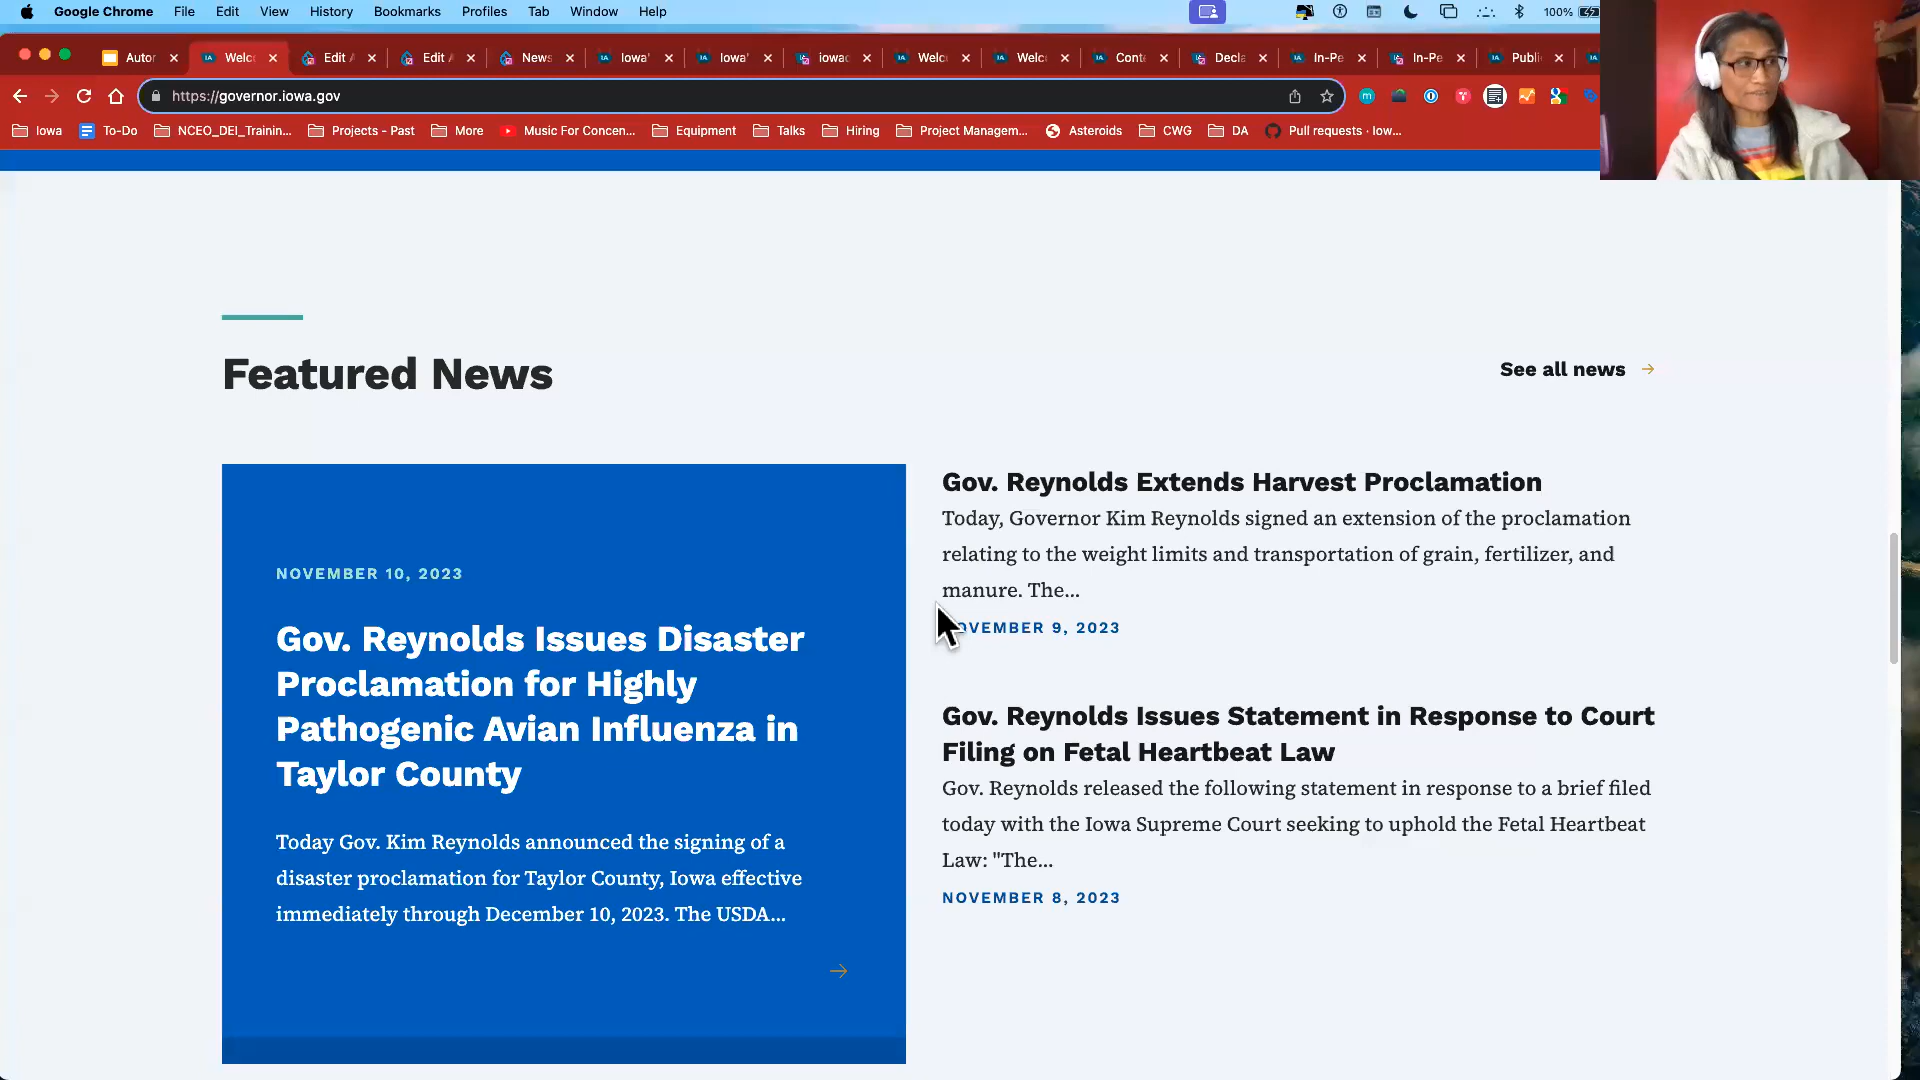 Google Chrome File Edit View History Bookmarks Profiles Tab Window Help 100%
Autor Welc Edit A Edit A News Iowa' Iowa' iowac Welc Welc Conte Decla In-Pe In-Pe Publi
https://governor.iowa.gov
Iowa To-Do NCEO_DEI_Trainin... Projects - Past More Music For Concen... Equipment Talks Hiring Project Managem... Asteroids CWG DA Pull requests · Iow...
Featured News
See all news
NOVEMBER 10, 2023
Gov. Reynolds Issues Disaster
Proclamation for Highly
Pathogenic Avian Influenza in
Taylor County
Today Gov. Kim Reynolds announced the signing of a
disaster proclamation for Taylor County, Iowa effective
immediately through December 10, 2023. The USDA...
Gov. Reynolds Extends Harvest Proclamation
Today, Governor Kim Reynolds signed an extension of the proclamation
relating to the weight limits and transportation of grain, fertilizer, and
manure. The...
NOVEMBER 9, 2023
Gov. Reynolds Issues Statement in Response to Court
Filing on Fetal Heartbeat Law
Gov. Reynolds released the following statement in response to a brief filed
today with the Iowa Supreme Court seeking to uphold the Fetal Heartbeat
Law: "The...
NOVEMBER 8, 2023